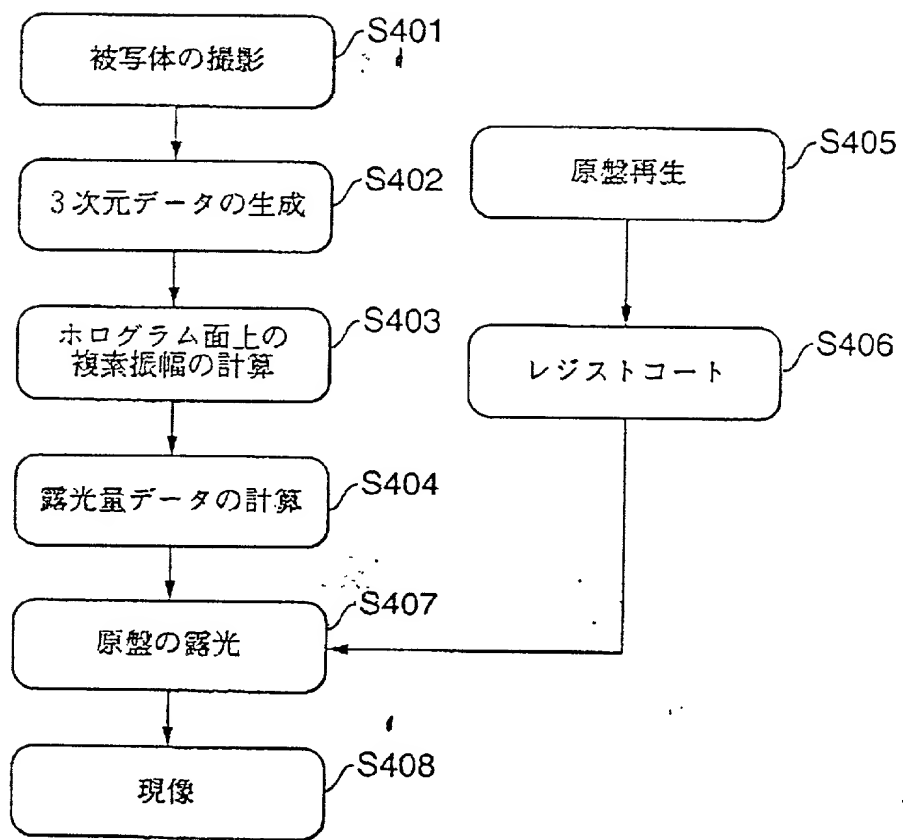 被写体の撮影
S401
3次元データの生成
S402
ホログラム面上の
複素振幅の計算
S403
露光量データの計算
S404
原盤再生
S405
レジストコート
S406
原盤の露光
S407
現像
S408